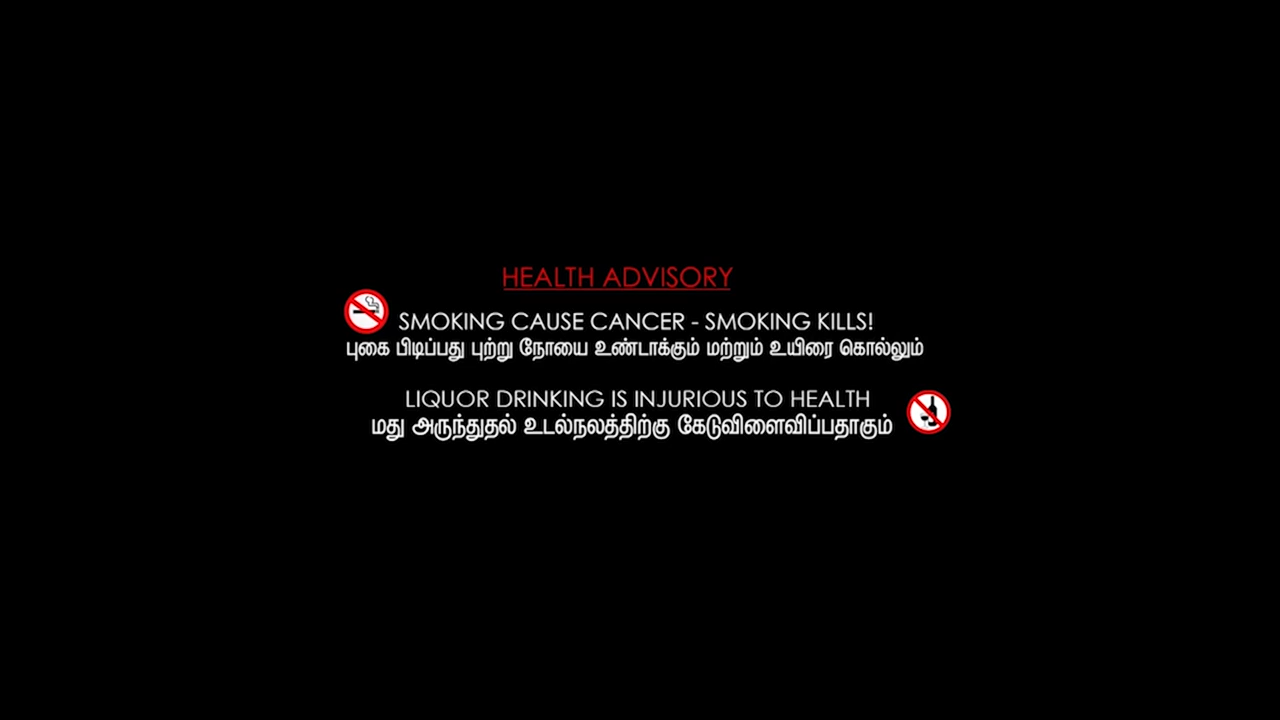 HEALTH ADVISORY
SMOKING CAUSE CANCER - SMOKING KILLS!
புகை பிடிப்பது புற்று நோயை உண்டாக்கும் மற்றும் உயிரை கொல்லும்
LIQUOR DRINKING IS INJURIOUS TO HEALTH
மது அருந்துதல் உடல்நலத்திற்கு கேடுவிளைவிப்பதாகும்